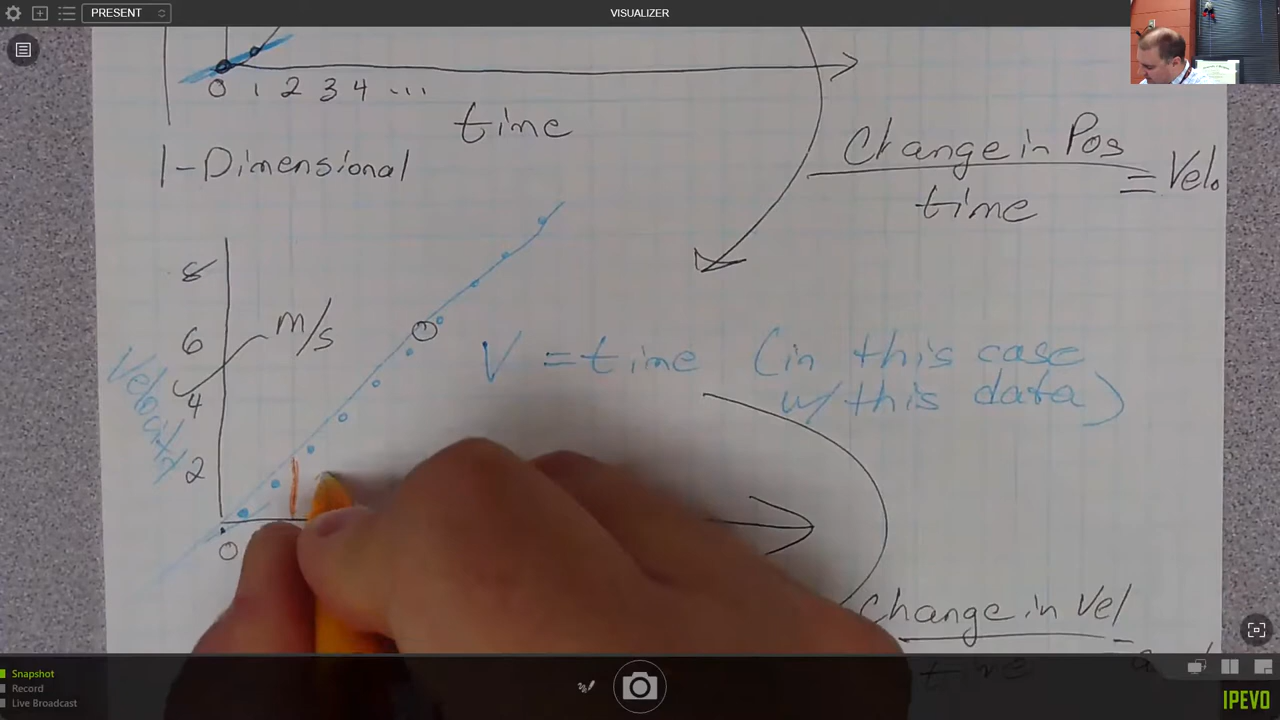 PRESENT
VISUALIZER
0 1 2 3 4 ...
time
1-Dimensional
Change in Pos
time
= Velo
8
m/s
6
Velocity
4
2
0
V = time (in this case
w/ this data)
Change in Vel
time
Snapshot
Record
Live Broadcast
IPEVO